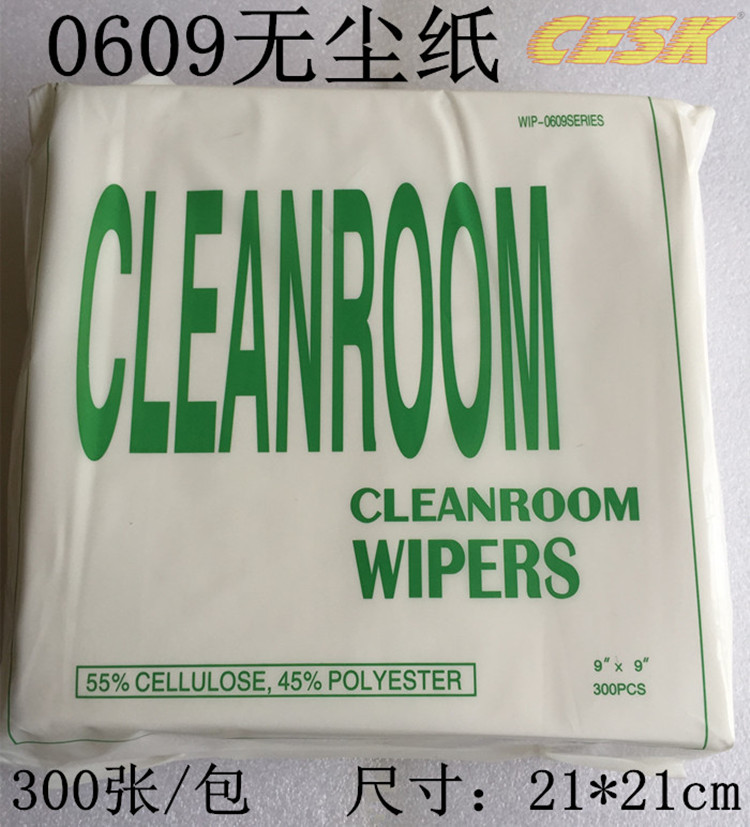 0609无尘纸 CESK®
WIP-0609SERIES
CLEANROOM
CLEANROOM
WIPERS
55% CELLULOSE, 45% POLYESTER
9" x 9"
300PCS
300张/包 尺寸：21*21cm